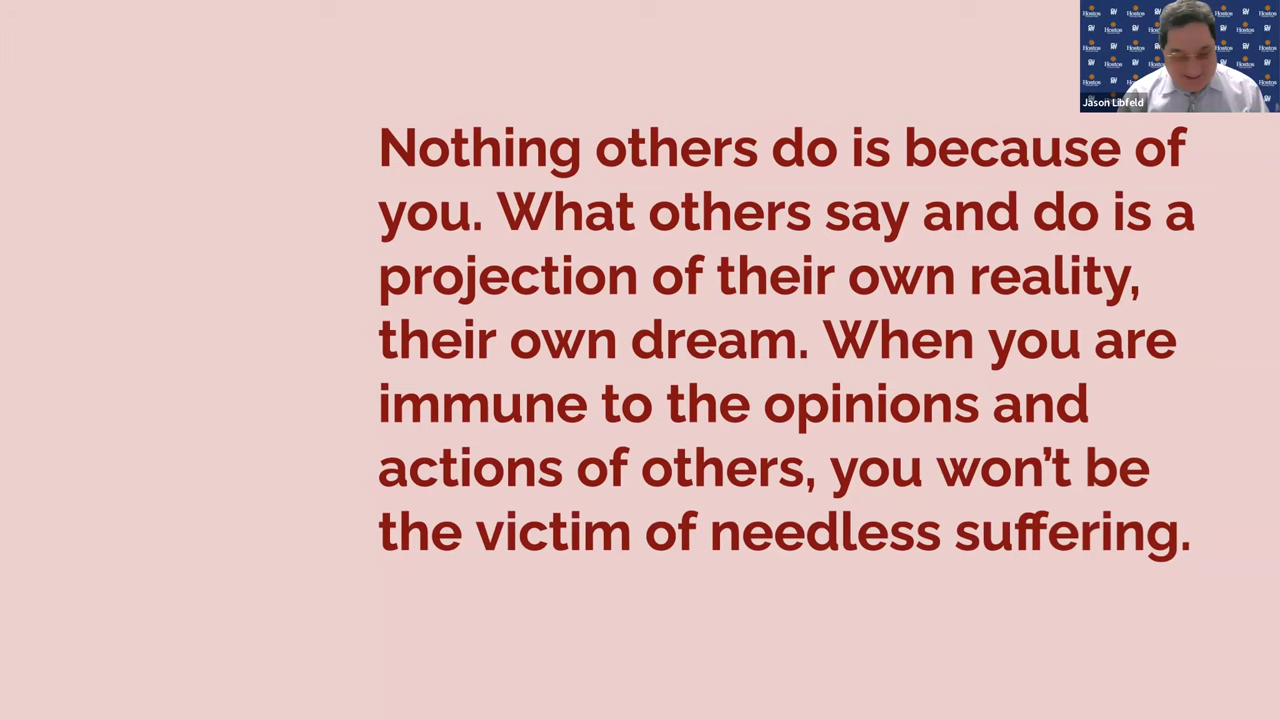 Hostos
Jason Libfeld
Nothing others do is because of
you. What others say and do is a
projection of their own reality,
their own dream. When you are
immune to the opinions and
actions of others, you won’t be
the victim of needless suffering.